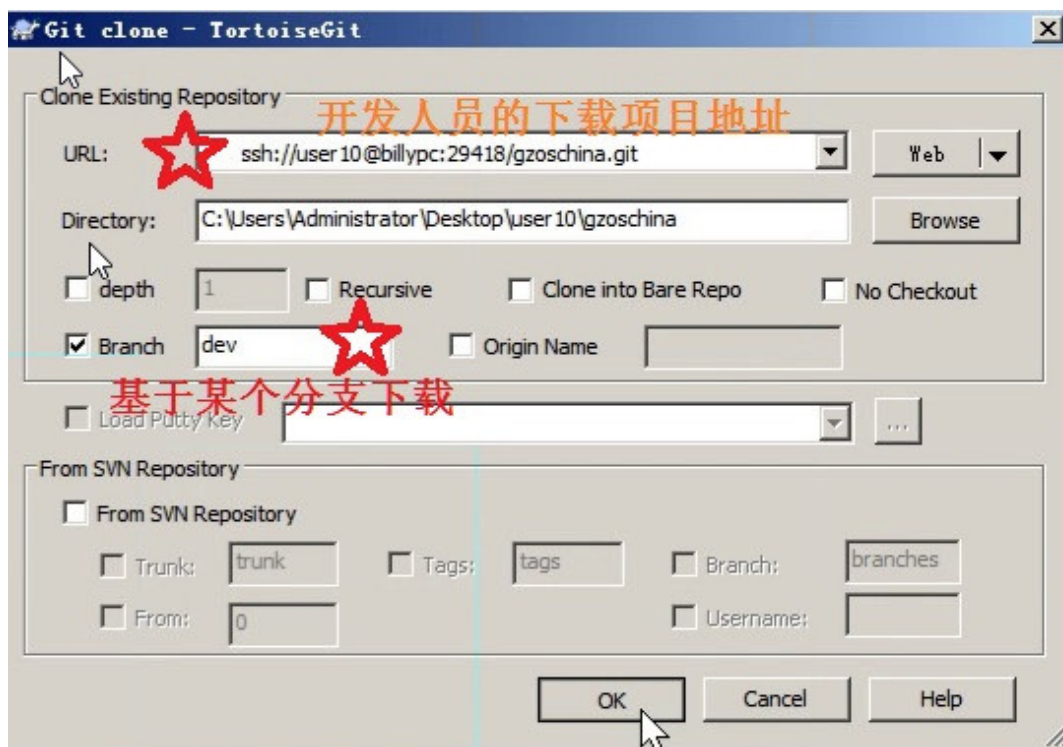 Git clone - TortoiseGit
Clone Existing Repository
开发人员的下载项目地址
URL: ssh://user10@billypc:29418/gzoschina.git Web
Directory: C:\Users\Administrator\Desktop\user10\gzoschina Browse
depth 1 Recursive Clone into Bare Repo No Checkout
Branch dev Origin Name
基于某个分支下载
Load Putty Key ...
From SVN Repository
From SVN Repository
Trunk: trunk Tags: tags Branch: branches
From: 0 Username:
OK Cancel Help